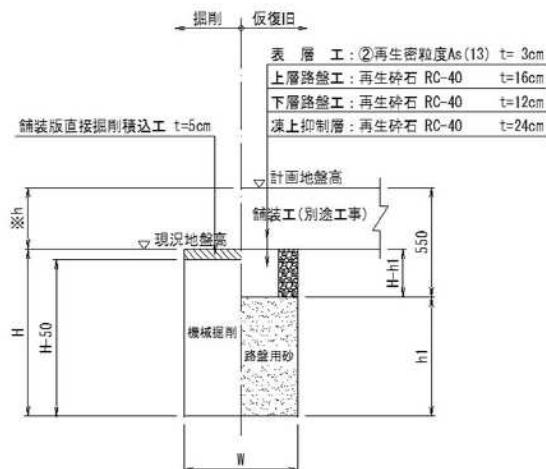 掘削 仮復旧
表 層 工：②再生密粒度As(13) t= 3cm
上層路盤工：再生砕石 RC-40 t=16cm
下層路盤工：再生砕石 RC-40 t=12cm
凍上抑制層：再生砕石 RC-40 t=24cm
舗装版直接掘削積込工 t=5cm
計画地盤高
※h
舗装工(別途工事)
550
現況地盤高
H-h1
H
H-50
機械掘削
路盤用砂
h1
W